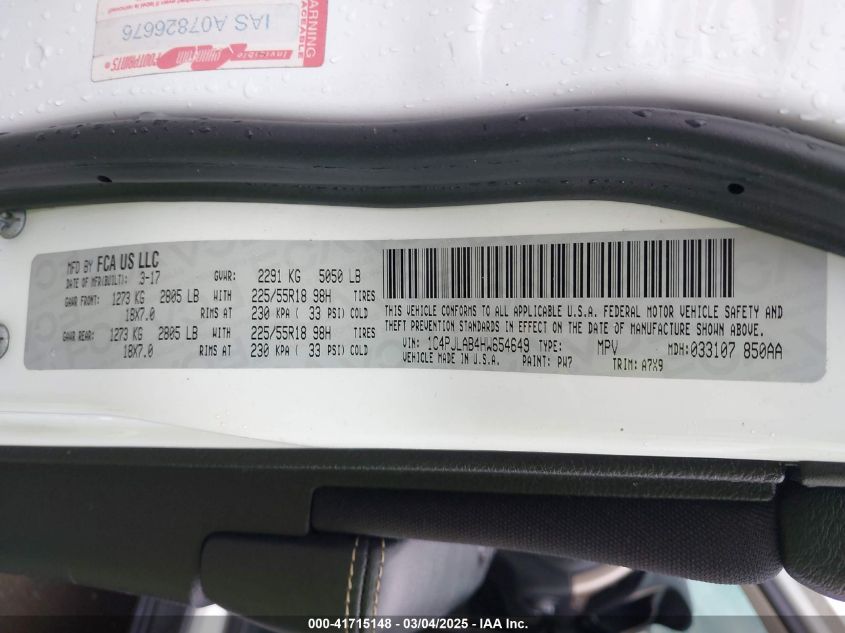 WARNING
IAS A07826676
Invisible
FOOTPRINTS
MFD BY FCA US LLC
DATE OF MFR(BUILT): 3-17 GVWR: 2291 KG 5050 LB
GAWR FRONT: 1273 KG 2805 LB WITH 225/55R18 98H TIRES
18X7.0 RIMS AT 230 KPA ( 33 PSI) COLD
GAWR REAR: 1273 KG 2805 LB WITH 225/55R18 98H TIRES
18X7.0 RIMS AT 230 KPA ( 33 PSI) COLD
THIS VEHICLE CONFORMS TO ALL APPLICABLE U.S.A. FEDERAL MOTOR VEHICLE SAFETY AND
THEFT PREVENTION STANDARDS IN EFFECT ON THE DATE OF MANUFACTURE SHOWN ABOVE.
VIN: 1C4PJLAB4HW654649 TYPE: MPV MDH: 033107 850AA
VEHICLE MADE IN U.S.A. PAINT: PW7 TRIM: A7X9
000-41715148 - 03/04/2025 - IAA Inc.